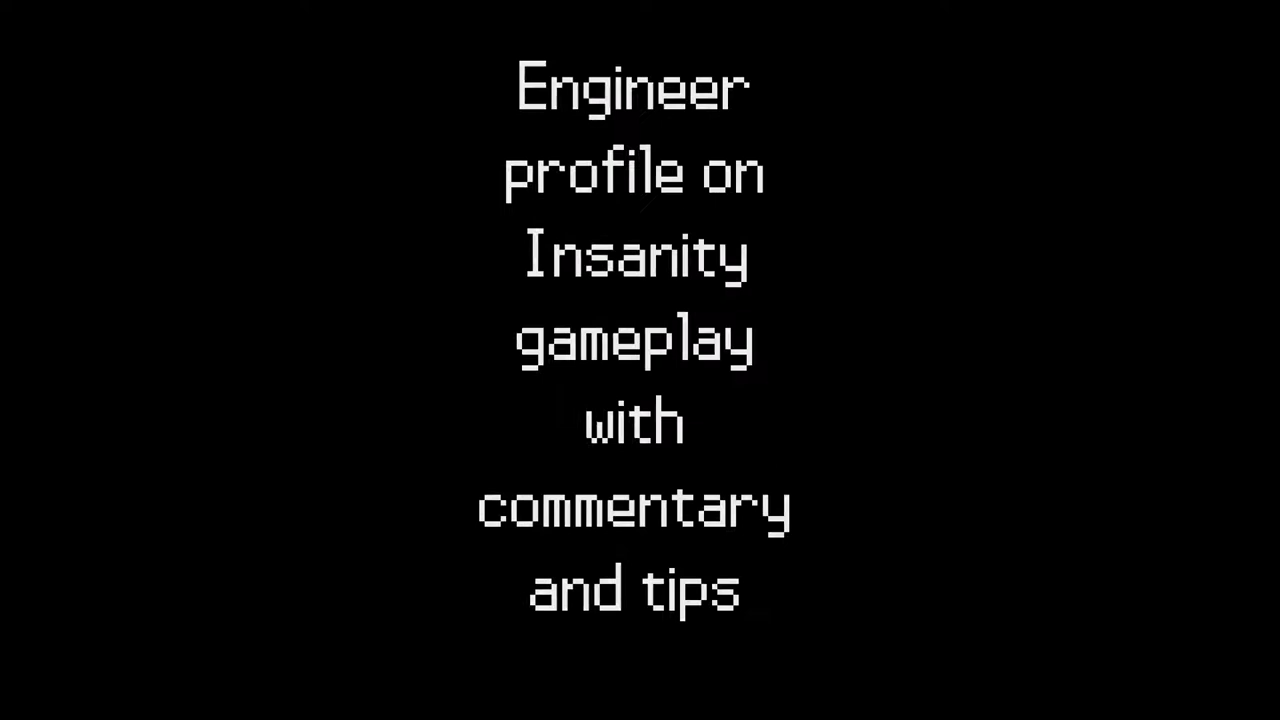 Engineer
profile on
Insanity
gameplay
with
commentary
and tips